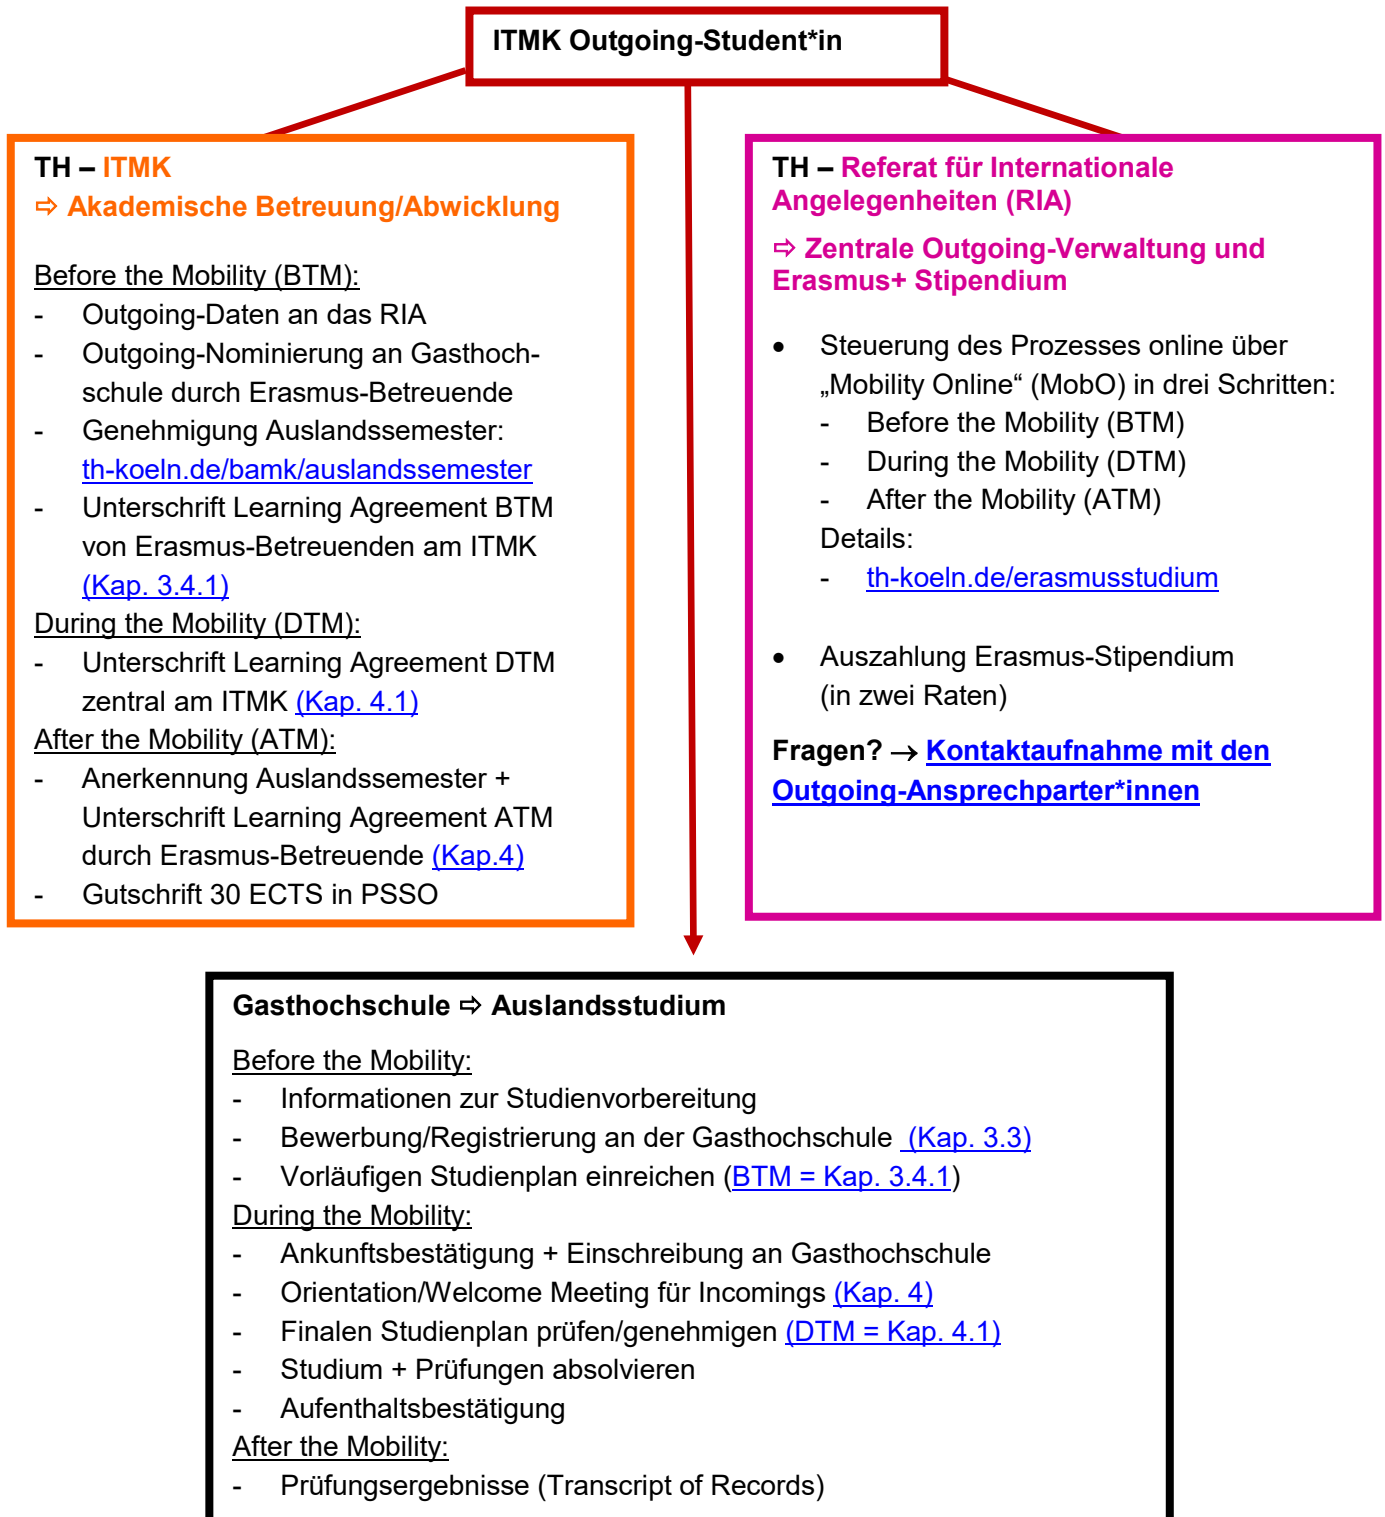 ITMK Outgoing-Student*in
TH – ITMK
⇨ Akademische Betreuung/Abwicklung
Before the Mobility (BTM):
- Outgoing-Daten an das RIA
- Outgoing-Nominierung an Gasthoch-
schule durch Erasmus-Betreuende
- Genehmigung Auslandssemester:
th-koeln.de/bamk/auslandssemester
- Unterschrift Learning Agreement BTM
von Erasmus-Betreuenden am ITMK
(Kap. 3.4.1)
During the Mobility (DTM):
- Unterschrift Learning Agreement DTM
zentral am ITMK (Kap. 4.1)
After the Mobility (ATM):
- Anerkennung Auslandssemester +
Unterschrift Learning Agreement ATM
durch Erasmus-Betreuende (Kap.4)
- Gutschrift 30 ECTS in PSSO
TH – Referat für Internationale
Angelegenheiten (RIA)
⇨ Zentrale Outgoing-Verwaltung und
Erasmus+ Stipendium
• Steuerung des Prozesses online über
„Mobility Online“ (MobO) in drei Schritten:
- Before the Mobility (BTM)
- During the Mobility (DTM)
- After the Mobility (ATM)
Details:
- th-koeln.de/erasmusstudium
• Auszahlung Erasmus-Stipendium
(in zwei Raten)
Fragen? → Kontaktaufnahme mit den
Outgoing-Ansprechparter*innen
Gasthochschule ⇨ Auslandsstudium
Before the Mobility:
- Informationen zur Studienvorbereitung
- Bewerbung/Registrierung an der Gasthochschule (Kap. 3.3)
- Vorläufigen Studienplan einreichen (BTM = Kap. 3.4.1)
During the Mobility:
- Ankunftsbestätigung + Einschreibung an Gasthochschule
- Orientation/Welcome Meeting für Incomings (Kap. 4)
- Finalen Studienplan prüfen/genehmigen (DTM = Kap. 4.1)
- Studium + Prüfungen absolvieren
- Aufenthaltsbestätigung
After the Mobility:
- Prüfungsergebnisse (Transcript of Records)